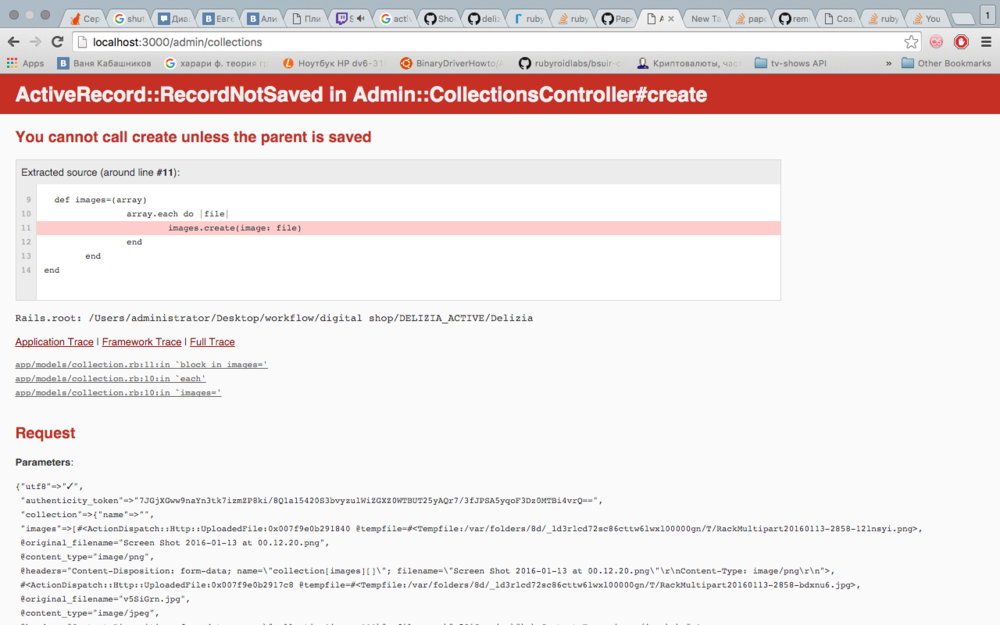 Сер
shut
Диа
Евге
Али
Пли
S
acti
Sho
deliz
ruby
ruby
Pape
A
New Ta
pape
rem
Соз
ruby
You
1
localhost:3000/admin/collections
Apps
Ваня Кабашников
харари ф. теория гр
Ноутбук HP dv6-31
BinaryDriverHowto/A
rubyroidlabs/bsuir-c
Криптовалюты, час
tv-shows API
»
Other Bookmarks
ActiveRecord::RecordNotSaved in Admin::CollectionsController#create
You cannot call create unless the parent is saved
Extracted source (around line #11):
9 def images=(array)
10 array.each do |file|
11 images.create(image: file)
12 end
13 end
14 end
Rails.root: /Users/administrator/Desktop/workflow/digital shop/DELIZIA_ACTIVE/Delizia
Application Trace | Framework Trace | Full Trace
app/models/collection.rb:11:in `block in images='
app/models/collection.rb:10:in `each'
app/models/collection.rb:10:in `images='
Request
Parameters:
{"utf8"=>"✓",
"authenticity_token"=>"7JGjXGww9naYn3tk7izmZP8ki/8Q1a15420S3bvyzulWiZGXZ0WTBUT25yAQr7/3fJPSA5yqoF3Dz0MTBi4vrQ==",
"collection"=>{"name"=>"",
"images"=>[#<ActionDispatch::Http::UploadedFile:0x007f9e0b291840 @tempfile=#<Tempfile:/var/folders/8d/_ld3rlcd72sc86cttw6lwxl00000gn/T/RackMultipart20160113-2858-12lnsyi.png>,
@original_filename="Screen Shot 2016-01-13 at 00.12.20.png",
@content_type="image/png",
@headers="Content-Disposition: form-data; name=\"collection[images][]\"; filename=\"Screen Shot 2016-01-13 at 00.12.20.png\"\r\nContent-Type: image/png\r\n">,
#<ActionDispatch::Http::UploadedFile:0x007f9e0b2917c8 @tempfile=#<Tempfile:/var/folders/8d/_ld3rlcd72sc86cttw6lwxl00000gn/T/RackMultipart20160113-2858-bdxnu6.jpg>,
@original_filename="v5SiGrn.jpg",
@content_type="image/jpeg",